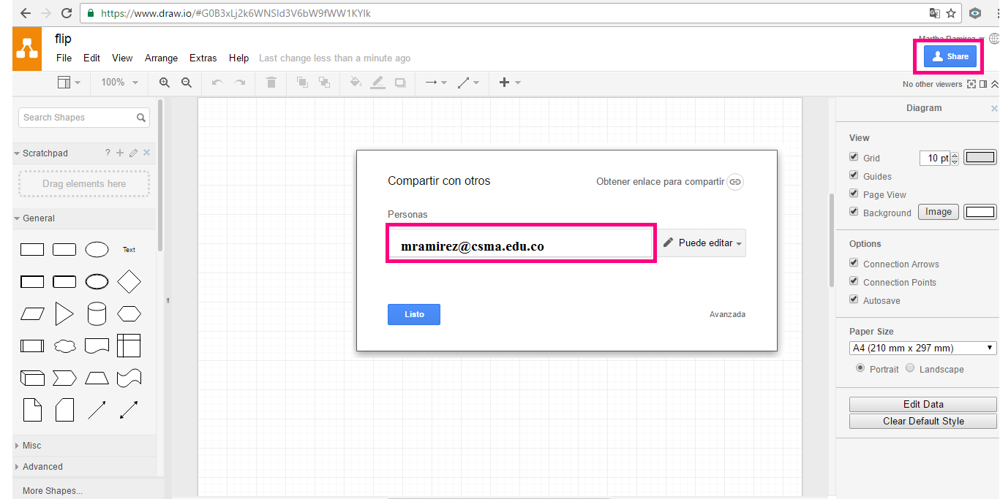 https://www.draw.io/#G0B3xLj2k6WNSld3V6bW9fWW1KYlk
flip
Martha Ramirez
File Edit View Arrange Extras Help Last change less than a minute ago
Share
100%
No other viewers
Search Shapes
Scratchpad ?
Drag elements here
General
Text
Misc
Advanced
More Shapes...
Compartir con otros
Obtener enlace para compartir
Personas
mramirez@csma.edu.co
Puede editar
Listo
Avanzada
Diagram
View
Grid 10 pt
Guides
Page View
Background Image
Options
Connection Arrows
Connection Points
Autosave
Paper Size
A4 (210 mm x 297 mm)
Portrait Landscape
Edit Data
Clear Default Style